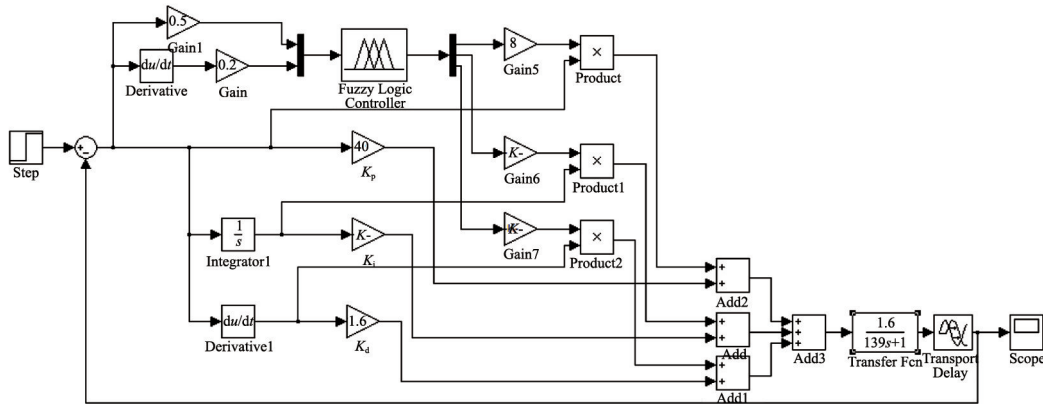 0.5
Gain1
du/dt
Derivative
0.2
Gain
Fuzzy Logic
Controller
8
Gain5
×
Product
Step
+
−
40
Kp
K-
Gain6
×
Product1
1
s
Integrator1
K-
Ki
K-
Gain7
×
Product2
du/dt
Derivative1
1.6
Kd
+
+
Add2
+
+
Add
+
+
Add1
+
+
+
Add3
1.6
139s+1
Transfer Fcn
Transport
Delay
Scope